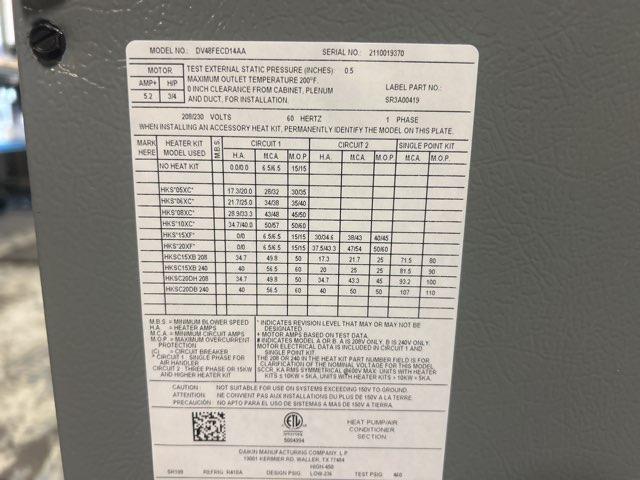 MODEL NO.: DV48FECD14AA SERIAL NO.: 2110019370
MOTOR
AMP+ H/P
5.2 3/4
TEST EXTERNAL STATIC PRESSURE (INCHES): 0.5
MAXIMUM OUTLET TEMPERATURE 200°F.
0 INCH CLEARANCE FROM CABINET, PLENUM
AND DUCT, FOR INSTALLATION.
LABEL PART NO.:
SR3A00419
208/230 VOLTS 60 HERTZ 1 PHASE
WHEN INSTALLING AN ACCESSORY HEAT KIT, PERMANENTLY IDENTIFY THE MODEL ON THIS PLATE.
MARK HERE HEATER KIT MODEL USED M.B.S. CIRCUIT 1 CIRCUIT 2 SINGLE POINT KIT
H.A. M.C.A. M.O.P H.A. M.C.A. M.O.P. M.C.A. M.O.P.
NO HEAT KIT 0.0/0.0 6.5/6.5 15/15
HKS*05XC* 17.3/20.0 28/32 30/35
HKS*06XC* 21.7/25.0 34/38 35/40
HKS*08XC* 28.9/33.3 43/48 45/50
HKS*10XC* 34.7/40.0 50/57 50/60
HKS*15XF* 0/0 6.5/6.5 15/15 30/34.6 38/43 40/45
HKS*20XF* 0/0 6.5/6.5 15/15 37.5/43.3 47/54 50/60
HKSC15XB 208 34.7 49.8 50 17.3 21.7 25 71.5 80
HKSC15XB 240 40 56.5 60 20 25 25 81.5 90
HKSC20DH 208 34.7 49.8 50 34.7 43.3 45 93.2 100
HKSC20DB 240 40 56.5 60 40 50 50 107 110
M.B.S. = MINIMUM BLOWER SPEED
H.A. = HEATER AMPS
M.C.A. = MINIMUM CIRCUIT AMPS
M.O.P = MAXIMUM OVERCURRENT
PROTECTION
(C) = CIRCUIT BREAKER
* CIRCUIT 1: SINGLE PHASE FOR
AIR HANDLER
CIRCUIT 2: THREE PHASE OR 15KW
AND HIGHER HEATER KIT
* INDICATES REVISION LEVEL THAT MAY OR MAY NOT BE
DESIGNATED.
+ MOTOR AMPS BASED ON TEST DATA.
# INDICATES MODEL A OR B. A IS 208V ONLY, B IS 240V ONLY.
MOTOR ELECTRICAL DATA IS INCLUDED IN CIRCUIT 1 AND
SINGLE POINT KIT.
THE 208 OR 240 IN THE HEAT KIT PART NUMBER FIELD IS FOR
CLARIFICATION OF THE NOMINAL VOLTAGE FOR THIS MODEL
SCCR: KA RMS SYMMETRICAL @600V MAX: UNITS WITH HEATER
KITS ≤ 10KW = 5KA, UNITS WITH HEATER KITS > 10KW = 5KA.
CAUTION : NOT SUITABLE FOR USE ON SYSTEMS EXCEEDING 150V TO-GROUND.
ATTENTION : NE CONVIENT PAS AUX INSTALLATIONS DU PLUS DE 150V A LA TERRE.
PRECAUCIÓN : NO APTO PARA EL USO DE SISTEMAS A MAS DE 150V A TIERRA.
ETL
5004394
HEAT PUMP/AIR
CONDITIONER
SECTION
DAIKIN MANUFACTURING COMPANY, L.P.
19001 KERMIER RD, WALLER, TX 77484
HIGH-450
SH199 REFRIG R410A DESIGN PSIG: LOW-236 TEST PSIG 460